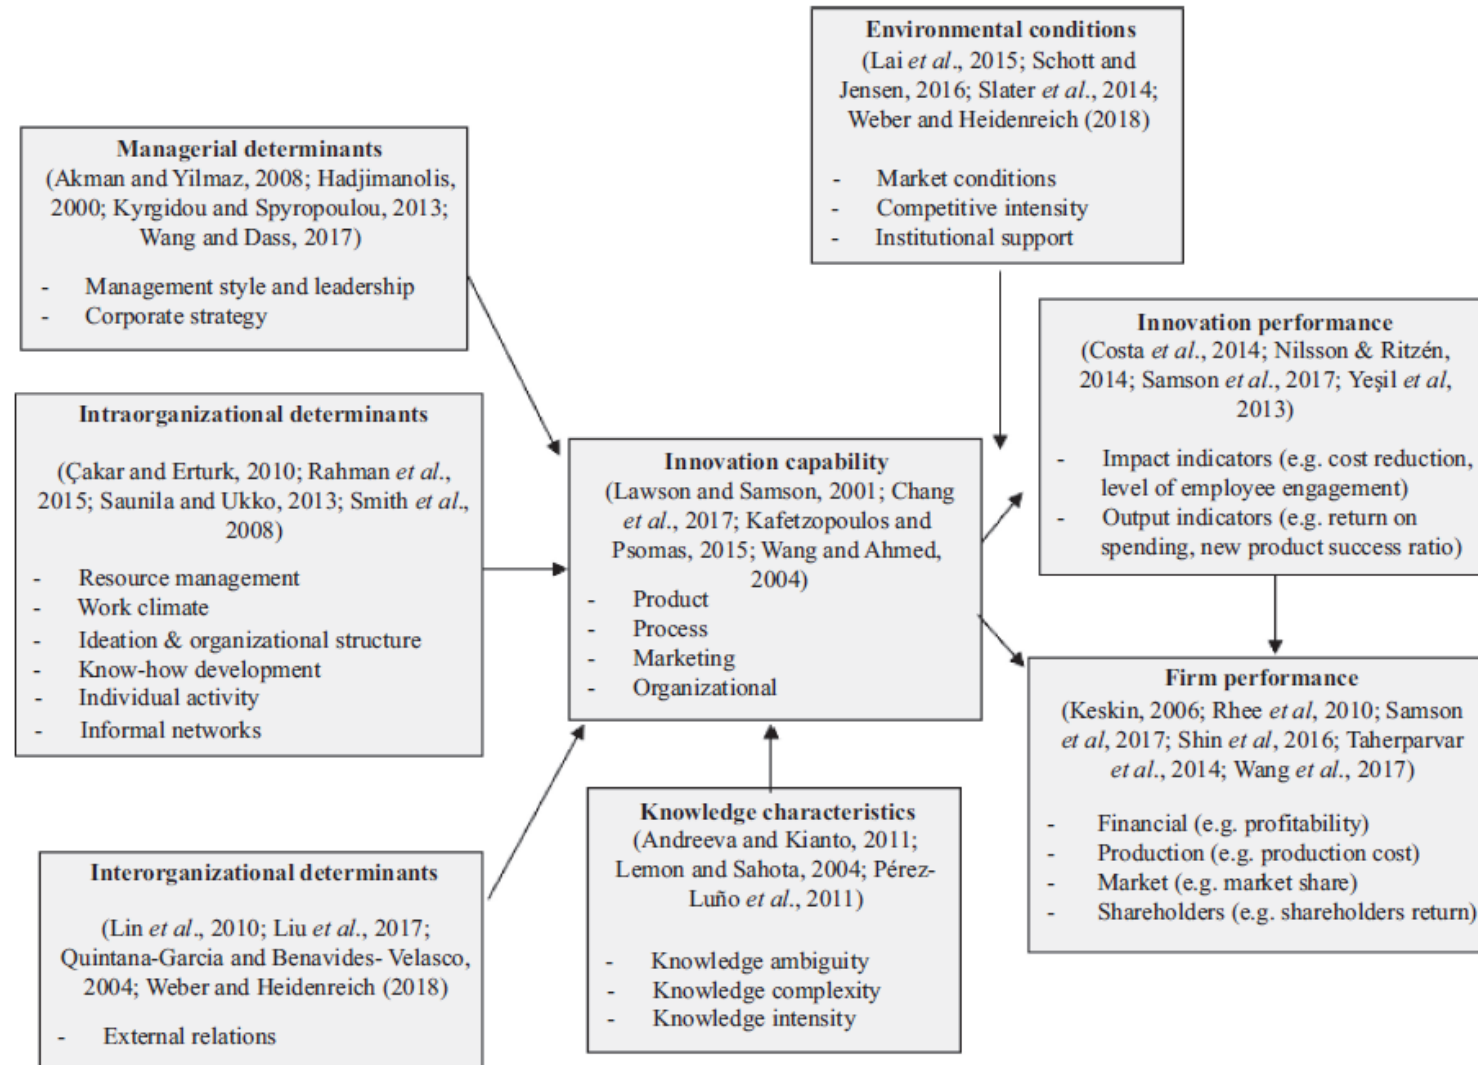 Environmental conditions
(Lai et al., 2015; Schott and
Jensen, 2016; Slater et al., 2014;
Weber and Heidenreich (2018)
- Market conditions
- Competitive intensity
- Institutional support
Managerial determinants
(Akman and Yilmaz, 2008; Hadjimanolis,
2000; Kyrgidou and Spyropoulou, 2013;
Wang and Dass, 2017)
- Management style and leadership
- Corporate strategy
Intraorganizational determinants
(Çakar and Erturk, 2010; Rahman et al.,
2015; Saunila and Ukko, 2013; Smith et al.,
2008)
- Resource management
- Work climate
- Ideation & organizational structure
- Know-how development
- Individual activity
- Informal networks
Interorganizational determinants
(Lin et al., 2010; Liu et al., 2017;
Quintana-Garcia and Benavides- Velasco,
2004; Weber and Heidenreich (2018)
- External relations
Innovation capability
(Lawson and Samson, 2001; Chang
et al., 2017; Kafetzopoulos and
Psomas, 2015; Wang and Ahmed,
2004)
- Product
- Process
- Marketing
- Organizational
Knowledge characteristics
(Andreeva and Kianto, 2011;
Lemon and Sahota, 2004; Pérez-
Luño et al., 2011)
- Knowledge ambiguity
- Knowledge complexity
- Knowledge intensity
Innovation performance
(Costa et al., 2014; Nilsson & Ritzén,
2014; Samson et al., 2017; Yeşil et al,
2013)
- Impact indicators (e.g. cost reduction,
level of employee engagement)
- Output indicators (e.g. return on
spending, new product success ratio)
Firm performance
(Keskin, 2006; Rhee et al, 2010; Samson
et al, 2017; Shin et al, 2016; Taherparvar
et al., 2014; Wang et al., 2017)
- Financial (e.g. profitability)
- Production (e.g. production cost)
- Market (e.g. market share)
- Shareholders (e.g. shareholders return)